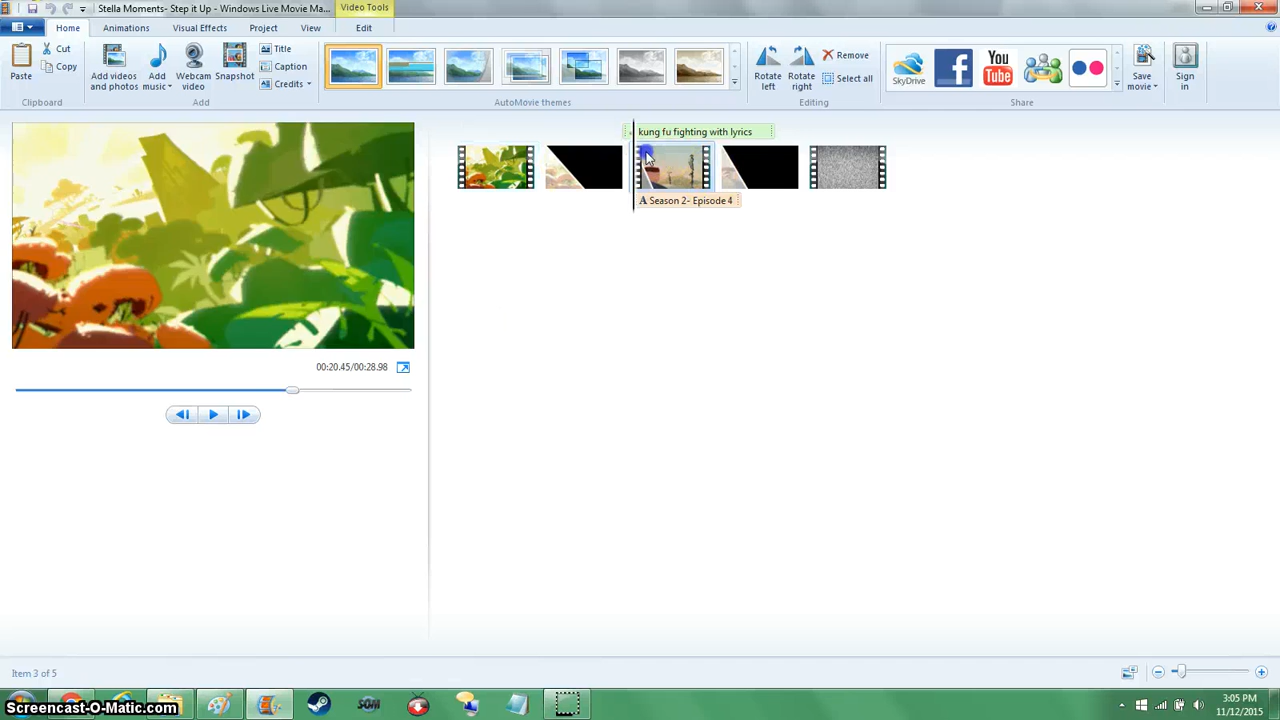 Stella Moments- Step it Up - Windows Live Movie Ma...
Video Tools
Home
Animations
Visual Effects
Project
View
Edit
Paste
Cut
Copy
Clipboard
Add videos
and photos
Add
music
Webcam
video
Snapshot
Title
Caption
Credits
Add
AutoMovie themes
Rotate
left
Rotate
right
Remove
Select all
Editing
SkyDrive
f
You
Tube
Share
Save
movie
Sign
in
kung fu fighting with lyrics
A Season 2- Episode 4
00:20.45/00:28.98
Item 3 of 5
SOM
Screencast-O-Matic.com
3:05 PM
11/12/2015